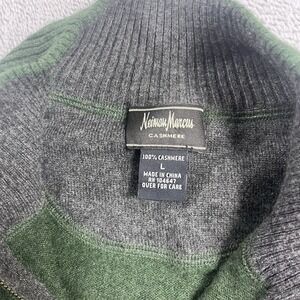 Neiman Marcus
CASHMERE
100% CASHMERE
L
MADE IN CHINA
RN 104647
OVER FOR CARE